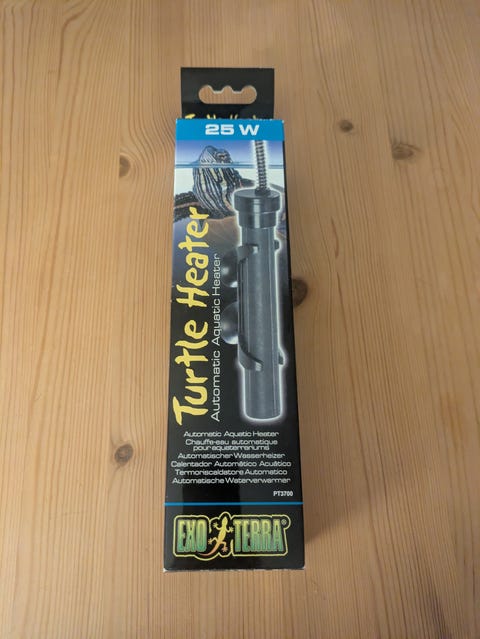 25 W
Turtle Heater
Automatic Aquatic Heater
Automatic Aquatic Heater
Chauffe-eau automatique
pour aquaterrariums
Automatischer Wasserheizer
Calentador Automático Acuático
Termoriscaldatore Automatico
Automatische Waterverwarmer
PT3700
EXO TERRA®